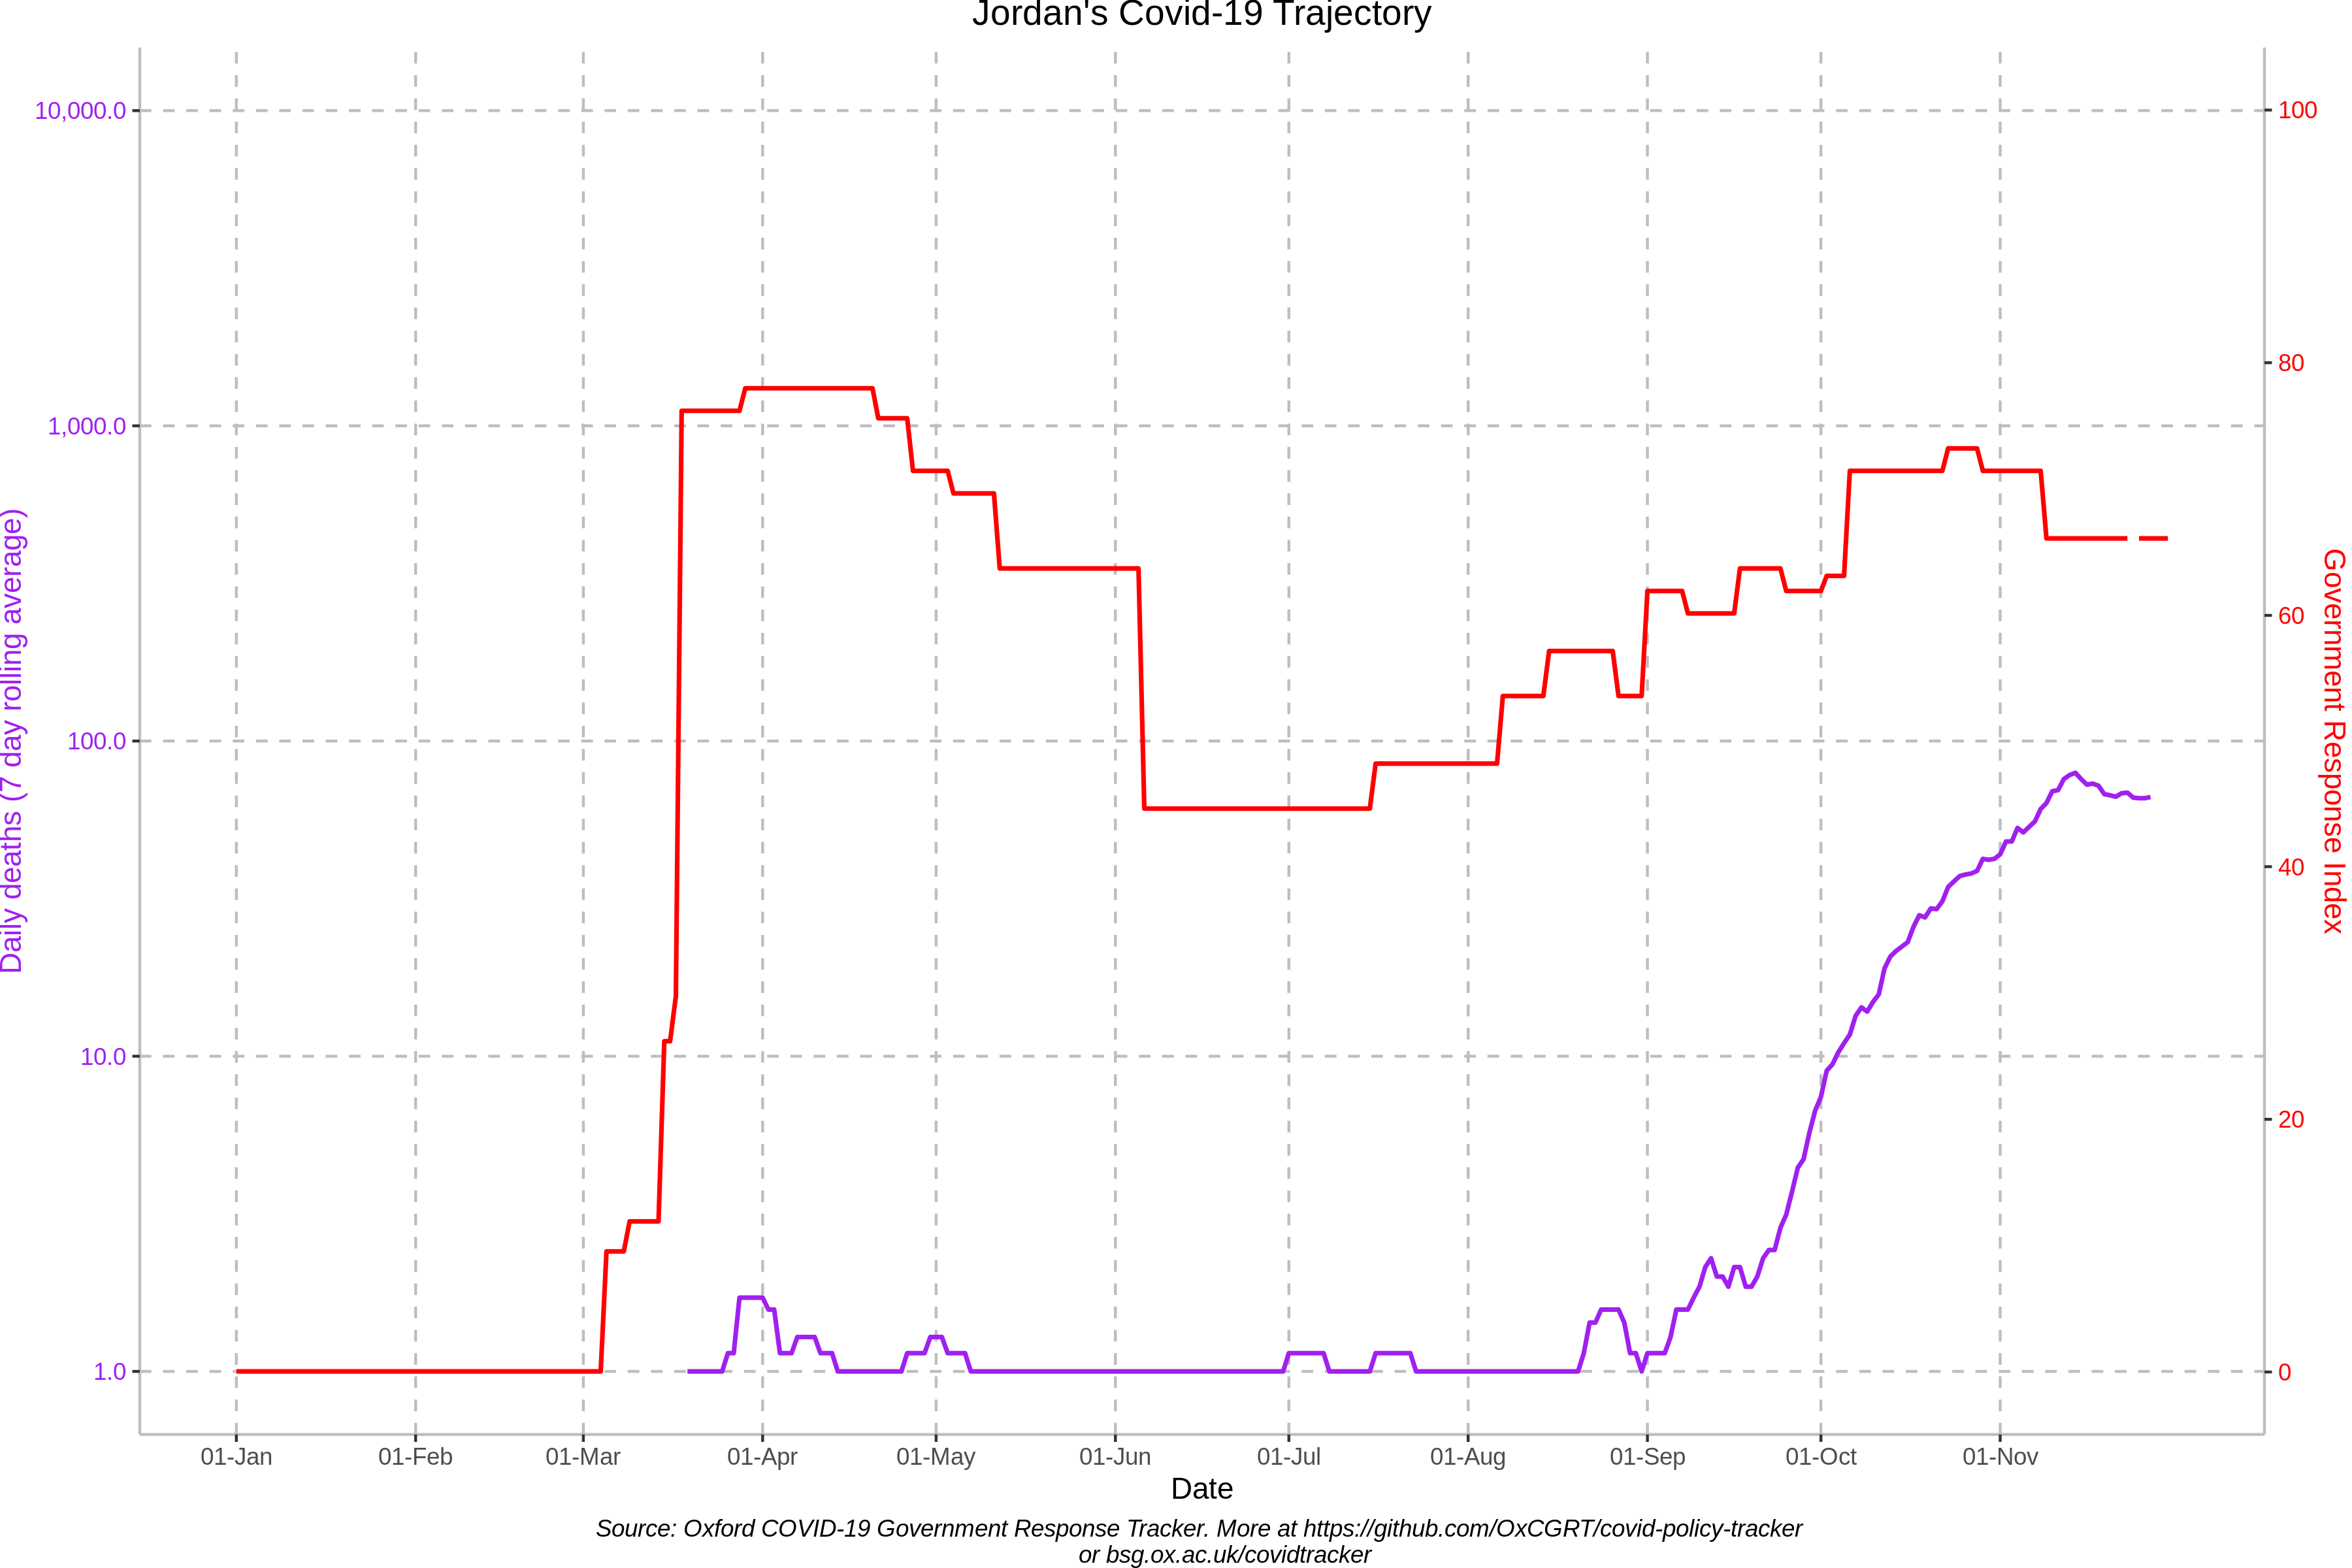 Jordan's Covid-19 Trajectory
Daily deaths (7 day rolling average)
10,000.0
1,000.0
100.0
10.0
1.0
100
80
60
40
20
0
Government Response Index
01-Jan
01-Feb
01-Mar
01-Apr
01-May
01-Jun
01-Jul
01-Aug
01-Sep
01-Oct
01-Nov
Date
Source: Oxford COVID-19 Government Response Tracker. More at https://github.com/OxCGRT/covid-policy-tracker
or bsg.ox.ac.uk/covidtracker